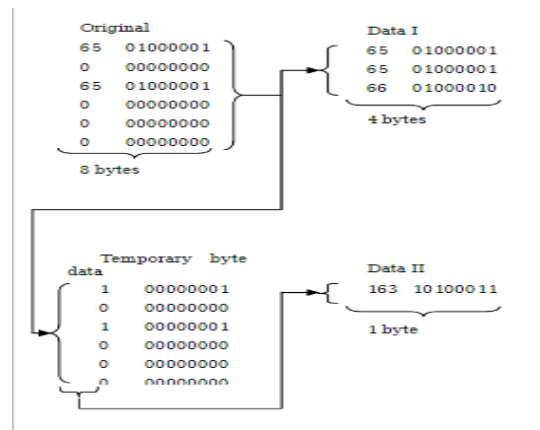 Original
65 01000001
0 00000000
65 01000001
0 00000000
0 00000000
0 00000000
8 bytes
Data I
65 01000001
65 01000001
66 01000010
4 bytes
Temporary byte
data
1 00000001
0 00000000
1 00000001
0 00000000
0 00000000
0 00000000
Data II
163 10100011
1 byte